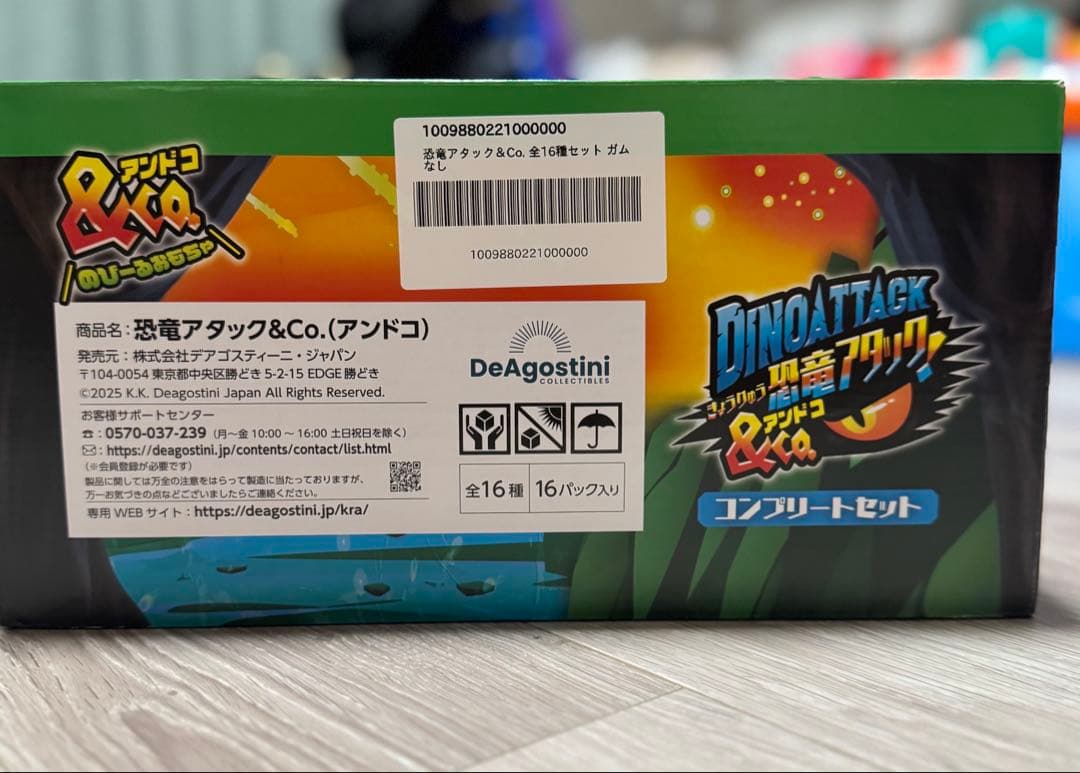 1009880221000000
恐竜アタック&Co. 全16種セット ガム
なし
1009880221000000
アンドコ
&Co.
のびーるおもちゃ
商品名：恐竜アタック&Co.（アンドコ）
発売元：株式会社デアゴスティーニ・ジャパン
〒104-0054 東京都中央区勝どき 5-2-15 EDGE 勝どき
©2025 K.K. Deagostini Japan All Rights Reserved.
お客様サポートセンター
☎：0570-037-239（月〜金 10:00 〜 16:00 土日祝日を除く）
✉：https://deagostini.jp/contents/contact/list.html
（※会員登録が必要です）
製品に関しては万全の注意をはらって製造に当たっておりますが、
万一お気づきの点などございましたらご連絡ください。
専用 WEB サイト：https://deagostini.jp/kra/
DeAgostini
COLLECTIBLES
全16種
16パック入り
DINOATTACK
きょうりゅう
恐竜アタック!
アンドコ
&Co.
コンプリートセット